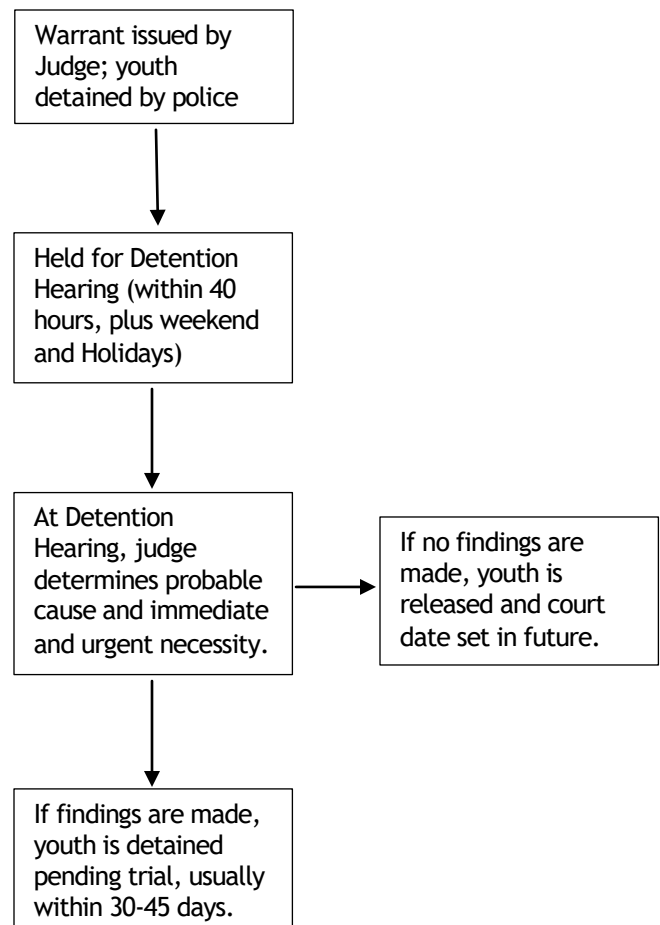 Warrant issued by
Judge; youth
detained by police
Held for Detention
Hearing (within 40
hours, plus weekend
and Holidays)
At Detention
Hearing, judge
determines probable
cause and immediate
and urgent necessity.
If no findings are
made, youth is
released and court
date set in future.
If findings are made,
youth is detained
pending trial, usually
within 30-45 days.